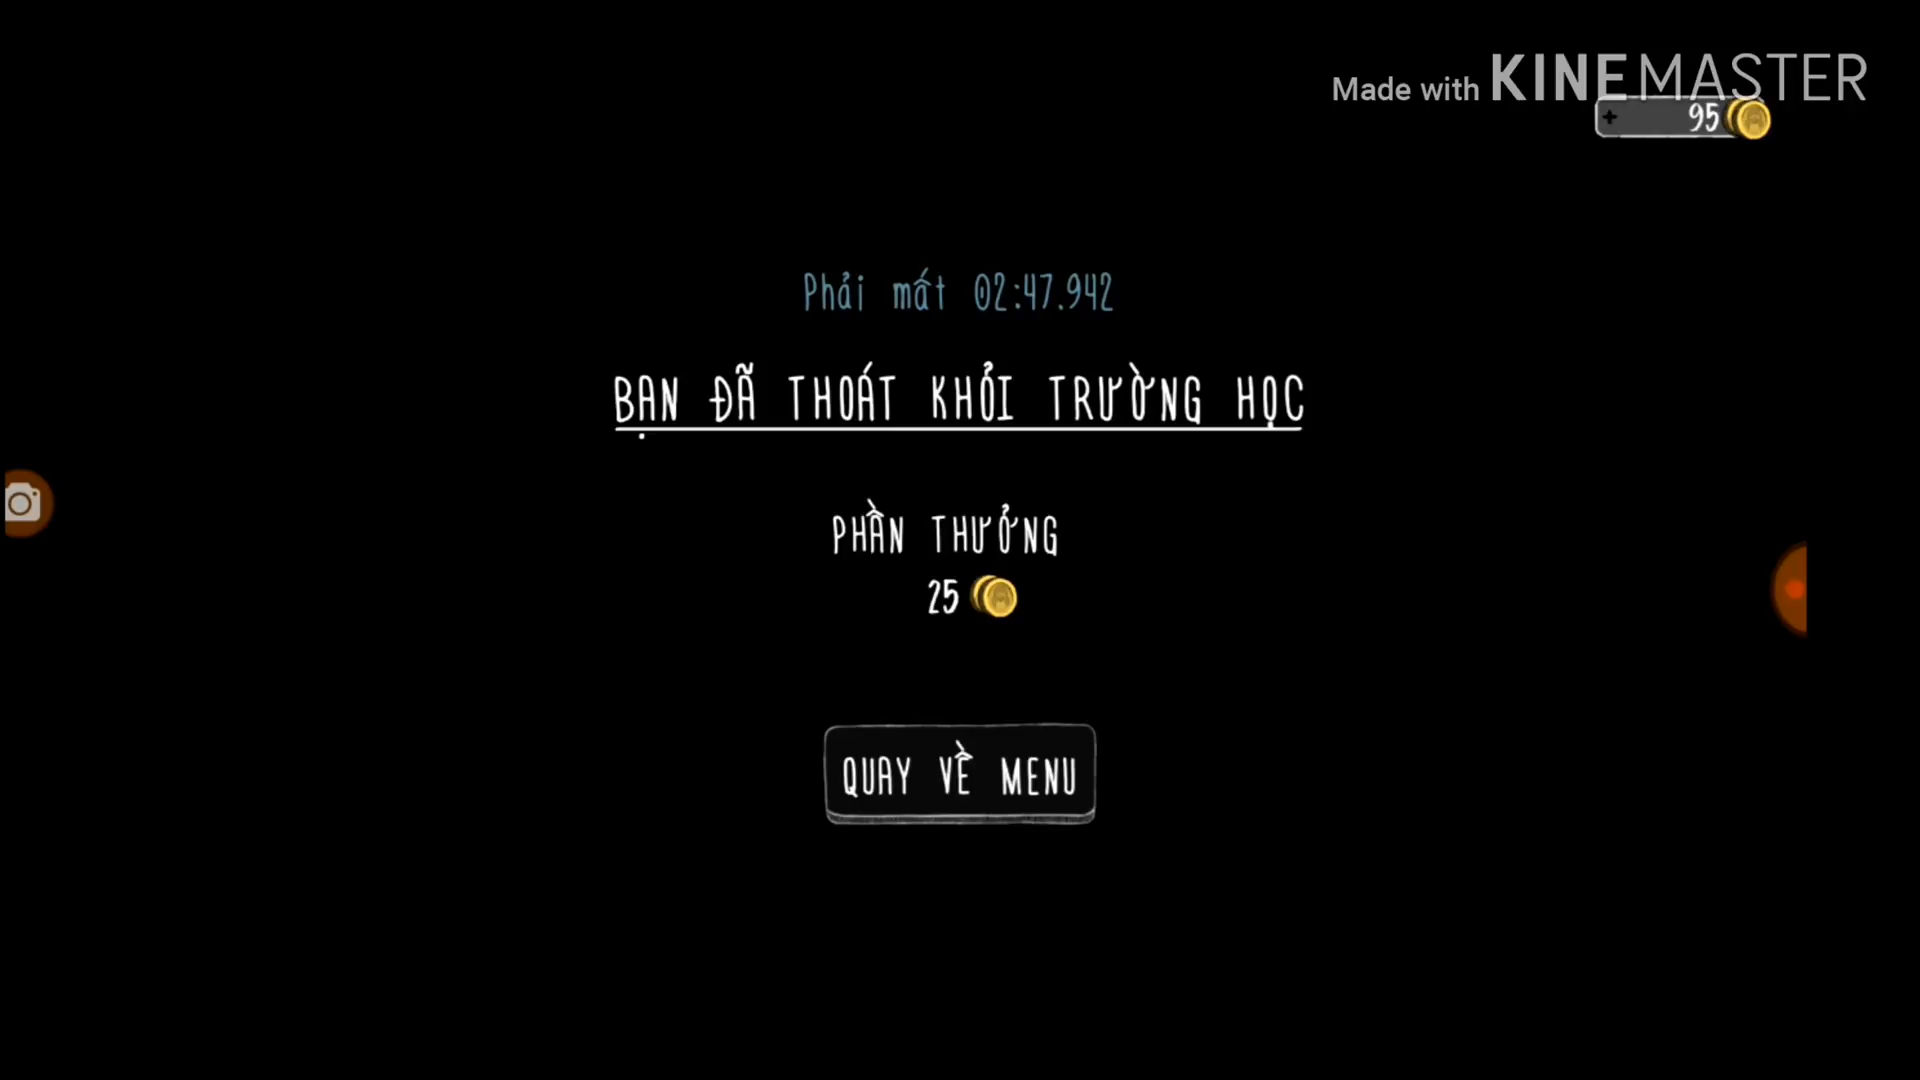 Made with KINEMASTER
95
Phải mất 02:47.942
BẠN ĐÃ THOÁT KHỎI TRƯỜNG HỌC
PHẦN THƯỞNG
25
QUAY VỀ MENU